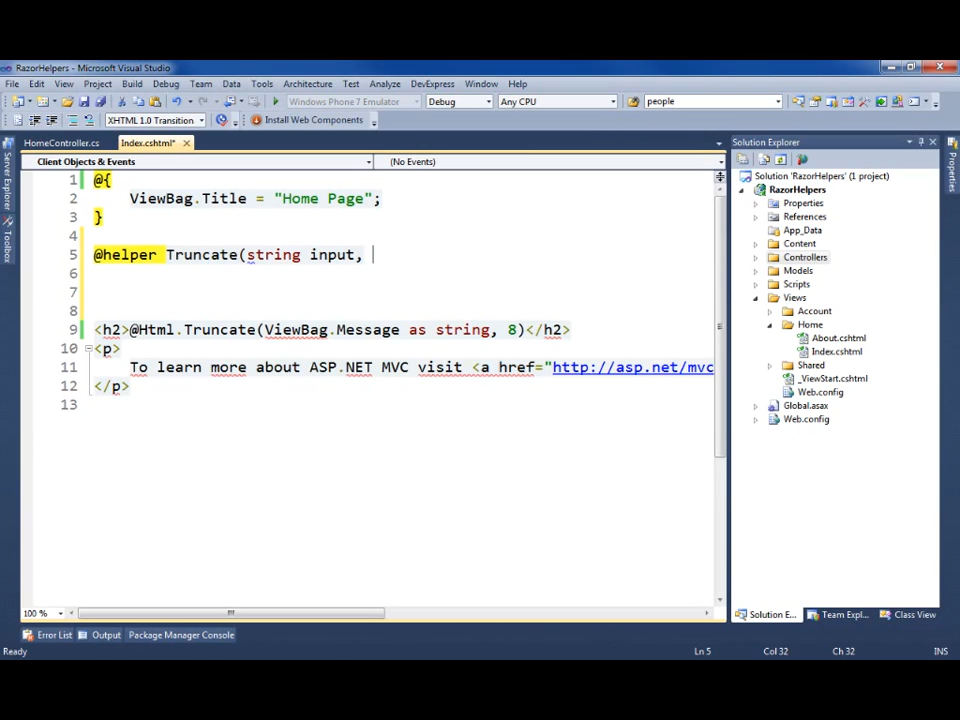 RazorHelpers - Microsoft Visual Studio
File Edit View Project Build Debug Team Data Tools Architecture Test Analyze DevExpress Window Help
Windows Phone 7 Emulator Debug Any CPU people
XHTML 1.0 Transition Install Web Components
HomeController.cs Index.cshtml* Solution Explorer
Client Objects & Events (No Events)
Server Explorer
Toolbox
Properties
1 @{
2 ViewBag.Title = "Home Page";
3 }
4
5 @helper Truncate(string input,
6
7
8
9 <h2>@Html.Truncate(ViewBag.Message as string, 8)</h2>
10 <p>
11 To learn more about ASP.NET MVC visit <a href="http://asp.net/mvc
12 </p>
13
Solution 'RazorHelpers' (1 project)
RazorHelpers
Properties
References
App_Data
Content
Controllers
Models
Scripts
Views
Account
Home
About.cshtml
Index.cshtml
Shared
_ViewStart.cshtml
Web.config
Global.asax
Web.config
100 %
Solution E... Team Expl... Class View
Error List Output Package Manager Console
Ready Ln 5 Col 32 Ch 32 INS